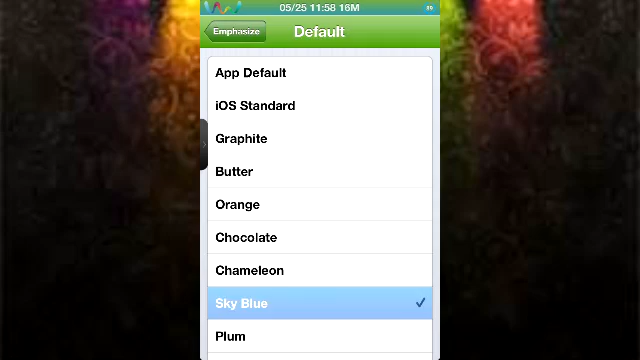 05/25 11:58 16M
Emphasize
Default
App Default
iOS Standard
Graphite
Butter
Orange
Chocolate
Chameleon
Sky Blue
Plum